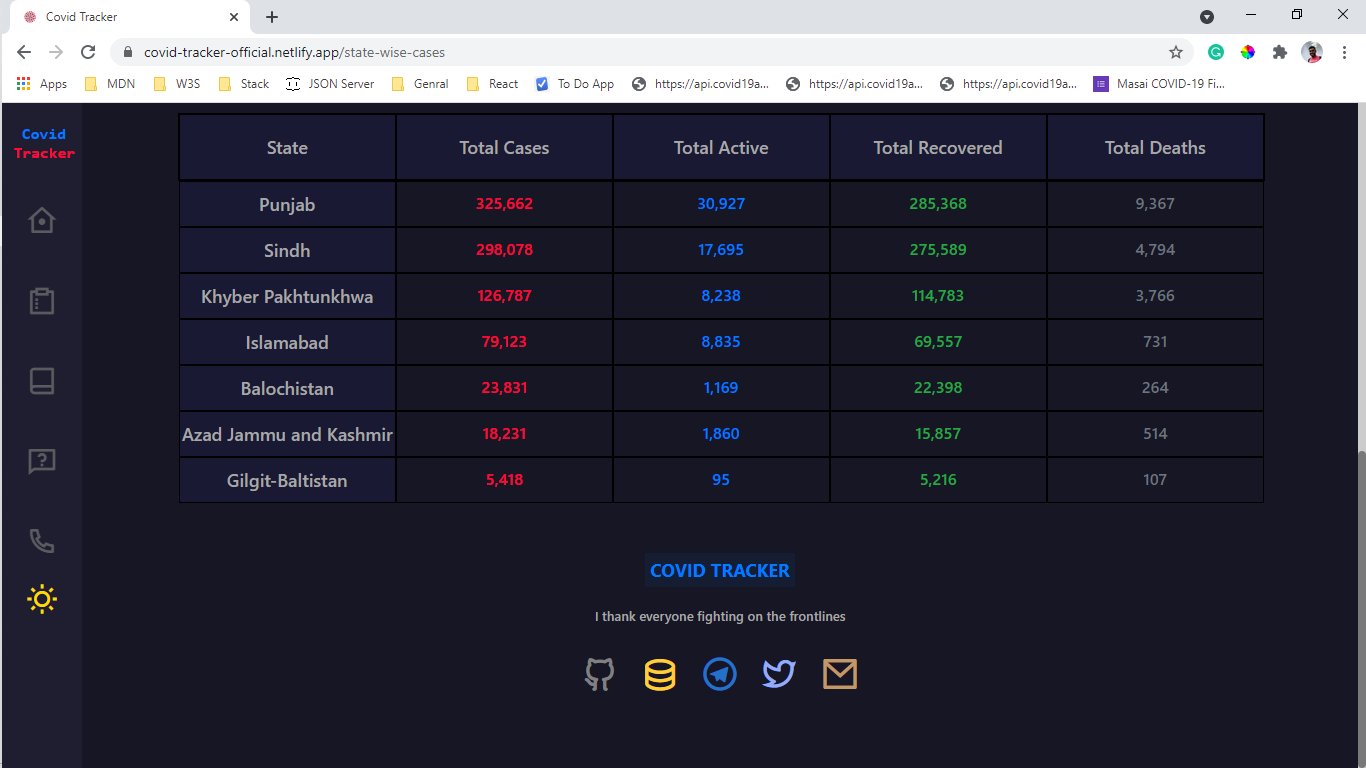 Covid Tracker
covid-tracker-official.netlify.app/state-wise-cases
Apps MDN W3S Stack JSON Server Genral React To Do App https://api.covid19a... https://api.covid19a... https://api.covid19a... Masai COVID-19 Fi...
Covid
Tracker
State Total Cases Total Active Total Recovered Total Deaths
Punjab 325,662 30,927 285,368 9,367
Sindh 298,078 17,695 275,589 4,794
Khyber Pakhtunkhwa 126,787 8,238 114,783 3,766
Islamabad 79,123 8,835 69,557 731
Balochistan 23,831 1,169 22,398 264
Azad Jammu and Kashmir 18,231 1,860 15,857 514
Gilgit-Baltistan 5,418 95 5,216 107
COVID TRACKER
I thank everyone fighting on the frontlines